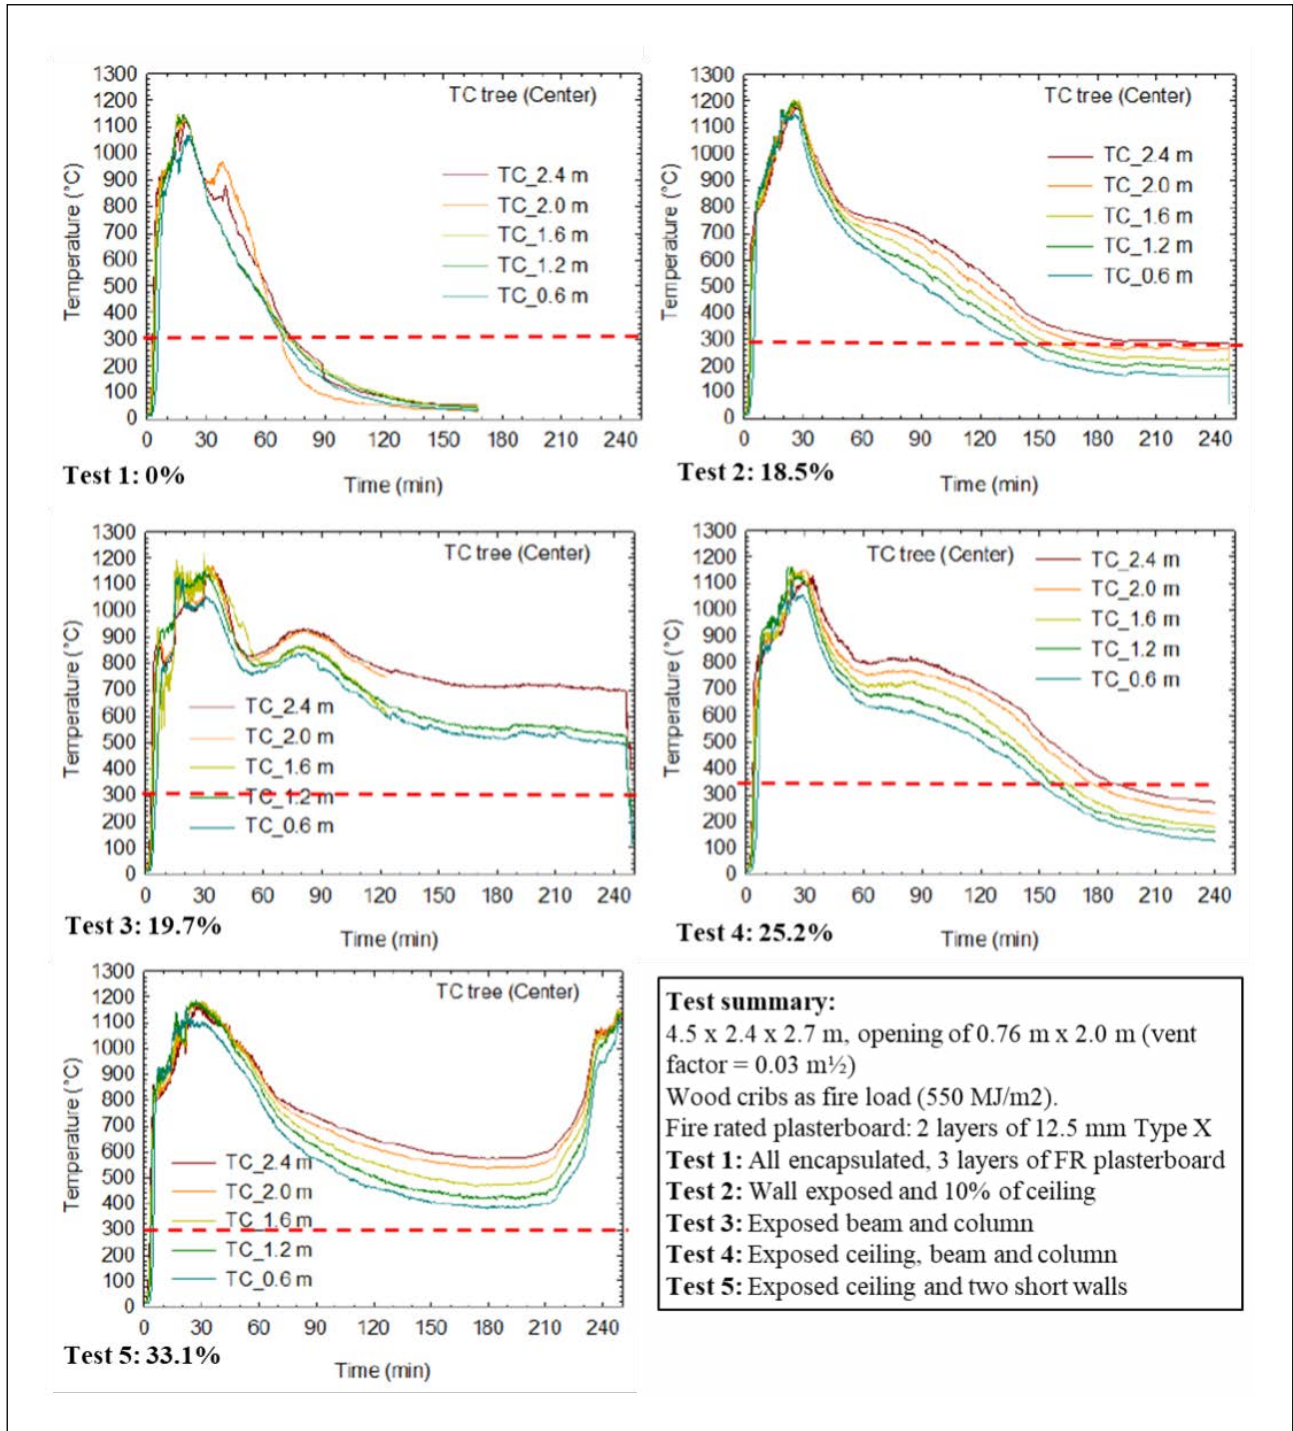 1300
1200
1100
1000
900
800
700
600
500
400
300
200
100
0
Temperature (°C)
TC tree (Center)
TC_2.4 m
TC_2.0 m
TC_1.6 m
TC_1.2 m
TC_0.6 m
0 30 60 90 120 150 180 210 240
Test 1: 0%
Time (min)
1300
1200
1100
1000
900
800
700
600
500
400
300
200
100
0
Temperature (°C)
TC tree (Center)
TC_2.4 m
TC_2.0 m
TC_1.6 m
TC_1.2 m
TC_0.6 m
0 30 60 90 120 150 180 210 240
Test 2: 18.5%
Time (min)
1300
1200
1100
1000
900
800
700
600
500
400
300
200
100
0
Temperature (°C)
TC tree (Center)
TC_2.4 m
TC_2.0 m
TC_1.6 m
TC_1.2 m
TC_0.6 m
0 30 60 90 120 150 180 210 240
Test 3: 19.7%
Time (min)
1300
1200
1100
1000
900
800
700
600
500
400
300
200
100
0
Temperature (°C)
TC tree (Center)
TC_2.4 m
TC_2.0 m
TC_1.6 m
TC_1.2 m
TC_0.6 m
0 30 60 90 120 150 180 210 240
Test 4: 25.2%
Time (min)
1300
1200
1100
1000
900
800
700
600
500
400
300
200
100
0
Temperature (°C)
TC tree (Center)
TC_2.4 m
TC_2.0 m
TC_1.6 m
TC_1.2 m
TC_0.6 m
0 30 60 90 120 150 180 210 240
Test 5: 33.1%
Time (min)
Test summary:
4.5 x 2.4 x 2.7 m, opening of 0.76 m x 2.0 m (vent
factor = 0.03 m½)
Wood cribs as fire load (550 MJ/m2).
Fire rated plasterboard: 2 layers of 12.5 mm Type X
Test 1: All encapsulated, 3 layers of FR plasterboard
Test 2: Wall exposed and 10% of ceiling
Test 3: Exposed beam and column
Test 4: Exposed ceiling, beam and column
Test 5: Exposed ceiling and two short walls